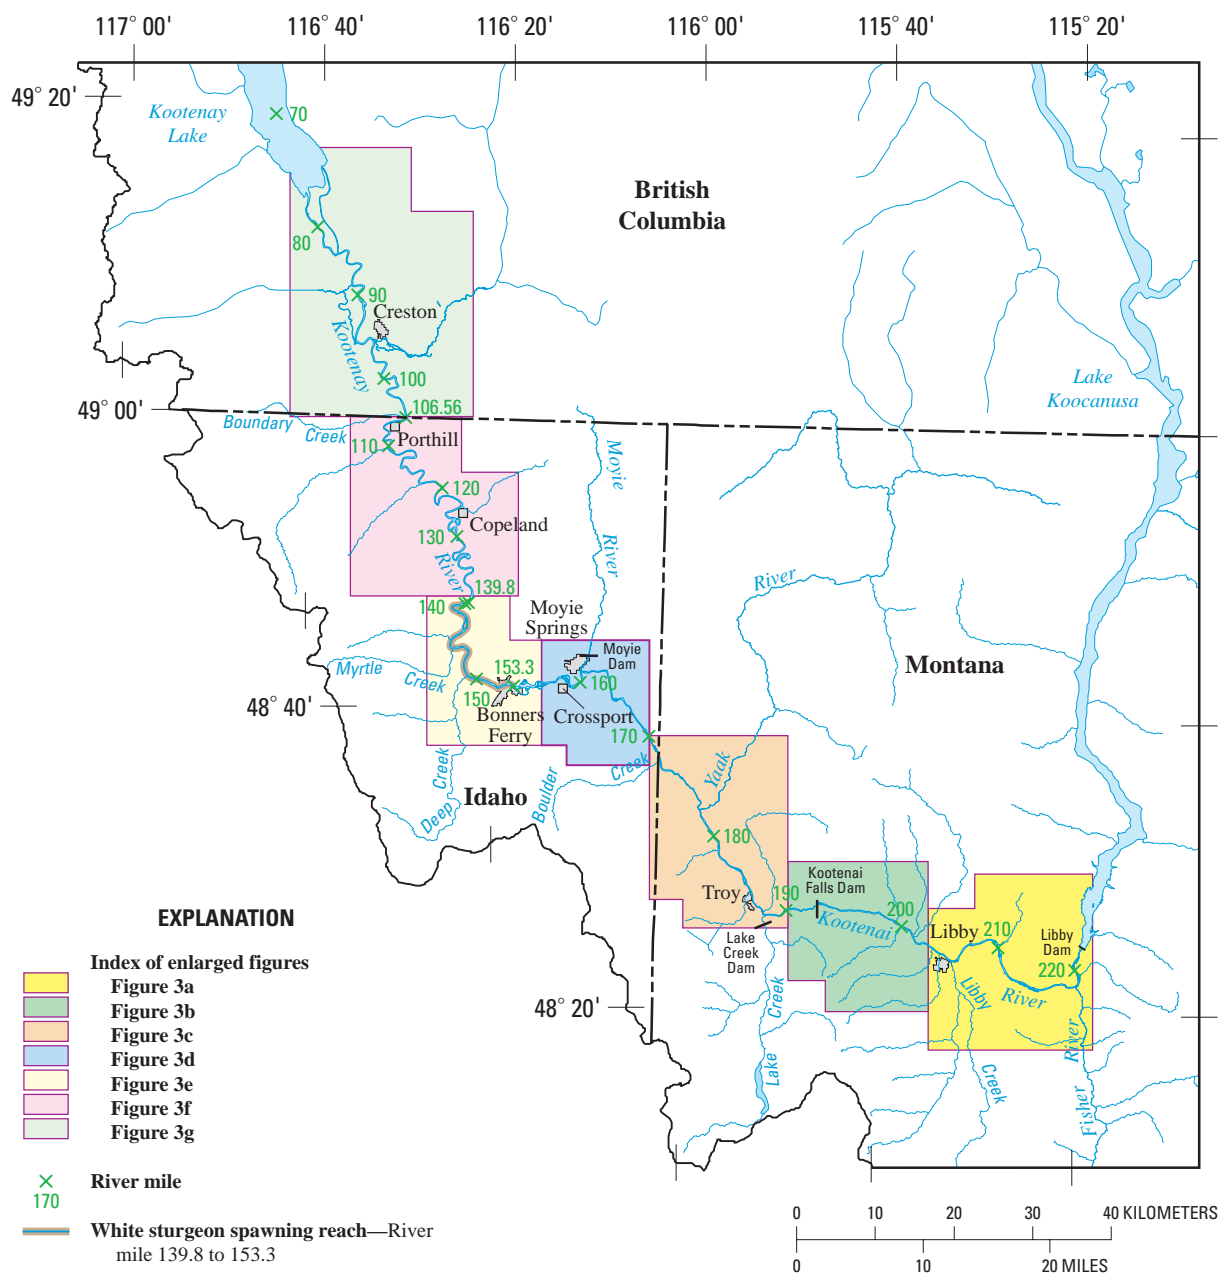 117° 00'
116° 40'
116° 20'
116° 00'
115° 40'
115° 20'
49° 20'
Kootenay
Lake
70
British
Columbia
80
90
Creston
Kootenay
100
Lake
Koocanusa
49° 00'
106.56
Boundary
Creek
Porthill
110
Moyie
River
120
Copeland
130
River
River
139.8
140
Moyie
Springs
Moyie
Dam
Montana
Myrtle
Creek
153.3
150
160
48° 40'
Bonners
Ferry
Crossport
170
Creek
Boulder
Yaak
Creek
Deep
Idaho
180
Troy
190
Kootenai
Falls Dam
200
Kootenai
Libby
210
Libby
Dam
220
Lake
Creek
Dam
EXPLANATION
Index of enlarged figures
Figure 3a
Figure 3b
Figure 3c
Figure 3d
Figure 3e
Figure 3f
Figure 3g
Libby
Creek
River
River
Fisher
48° 20'
Creek
Lake
170
River mile
White sturgeon spawning reach—River
mile 139.8 to 153.3
0 10 20 30 40 KILOMETERS
0 10 20 MILES